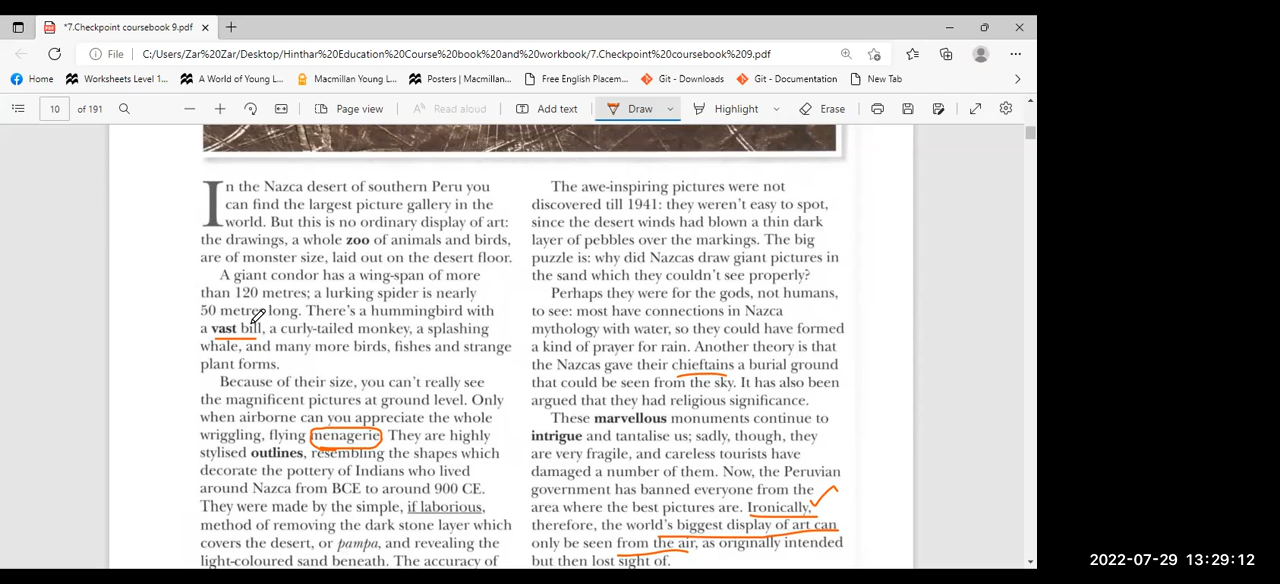 *7.Checkpoint coursebook 9.pdf
File
C:/Users/Zar%20Zar/Desktop/Hinthar%20Education%20Course%20book%20and%20workbook/7.Checkpoint%20coursebook%209.pdf
Home
Worksheets Level 1...
A World of Young L...
Macmillan Young L...
Posters | Macmillan...
Free English Placem...
Git - Downloads
Git - Documentation
New Tab
10 of 191
Page view
Read aloud
Add text
Draw
Highlight
Erase
In the Nazca desert of southern Peru you
can find the largest picture gallery in the
world. But this is no ordinary display of art:
the drawings, a whole zoo of animals and birds,
are of monster size, laid out on the desert floor.
A giant condor has a wing-span of more
than 120 metres; a lurking spider is nearly
50 metres long. There's a hummingbird with
a vast bill, a curly-tailed monkey, a splashing
whale, and many more birds, fishes and strange
plant forms.
Because of their size, you can't really see
the magnificent pictures at ground level. Only
when airborne can you appreciate the whole
wriggling, flying menagerie. They are highly
stylised outlines, resembling the shapes which
decorate the pottery of Indians who lived
around Nazca from BCE to around 900 CE.
They were made by the simple, if laborious,
method of removing the dark stone layer which
covers the desert, or pampa, and revealing the
light-coloured sand beneath. The accuracy of
The awe-inspiring pictures were not
discovered till 1941: they weren't easy to spot,
since the desert winds had blown a thin dark
layer of pebbles over the markings. The big
puzzle is: why did Nazcas draw giant pictures in
the sand which they couldn't see properly?
Perhaps they were for the gods, not humans,
to see: most have connections in Nazca
mythology with water, so they could have formed
a kind of prayer for rain. Another theory is that
the Nazcas gave their chieftains a burial ground
that could be seen from the sky. It has also been
argued that they had religious significance.
These marvellous monuments continue to
intrigue and tantalise us; sadly, though, they
are very fragile, and careless tourists have
damaged a number of them. Now, the Peruvian
government has banned everyone from the
area where the best pictures are. Ironically,
therefore, the world's biggest display of art can
only be seen from the air, as originally intended
but then lost sight of.
2022-07-29 13:29:12